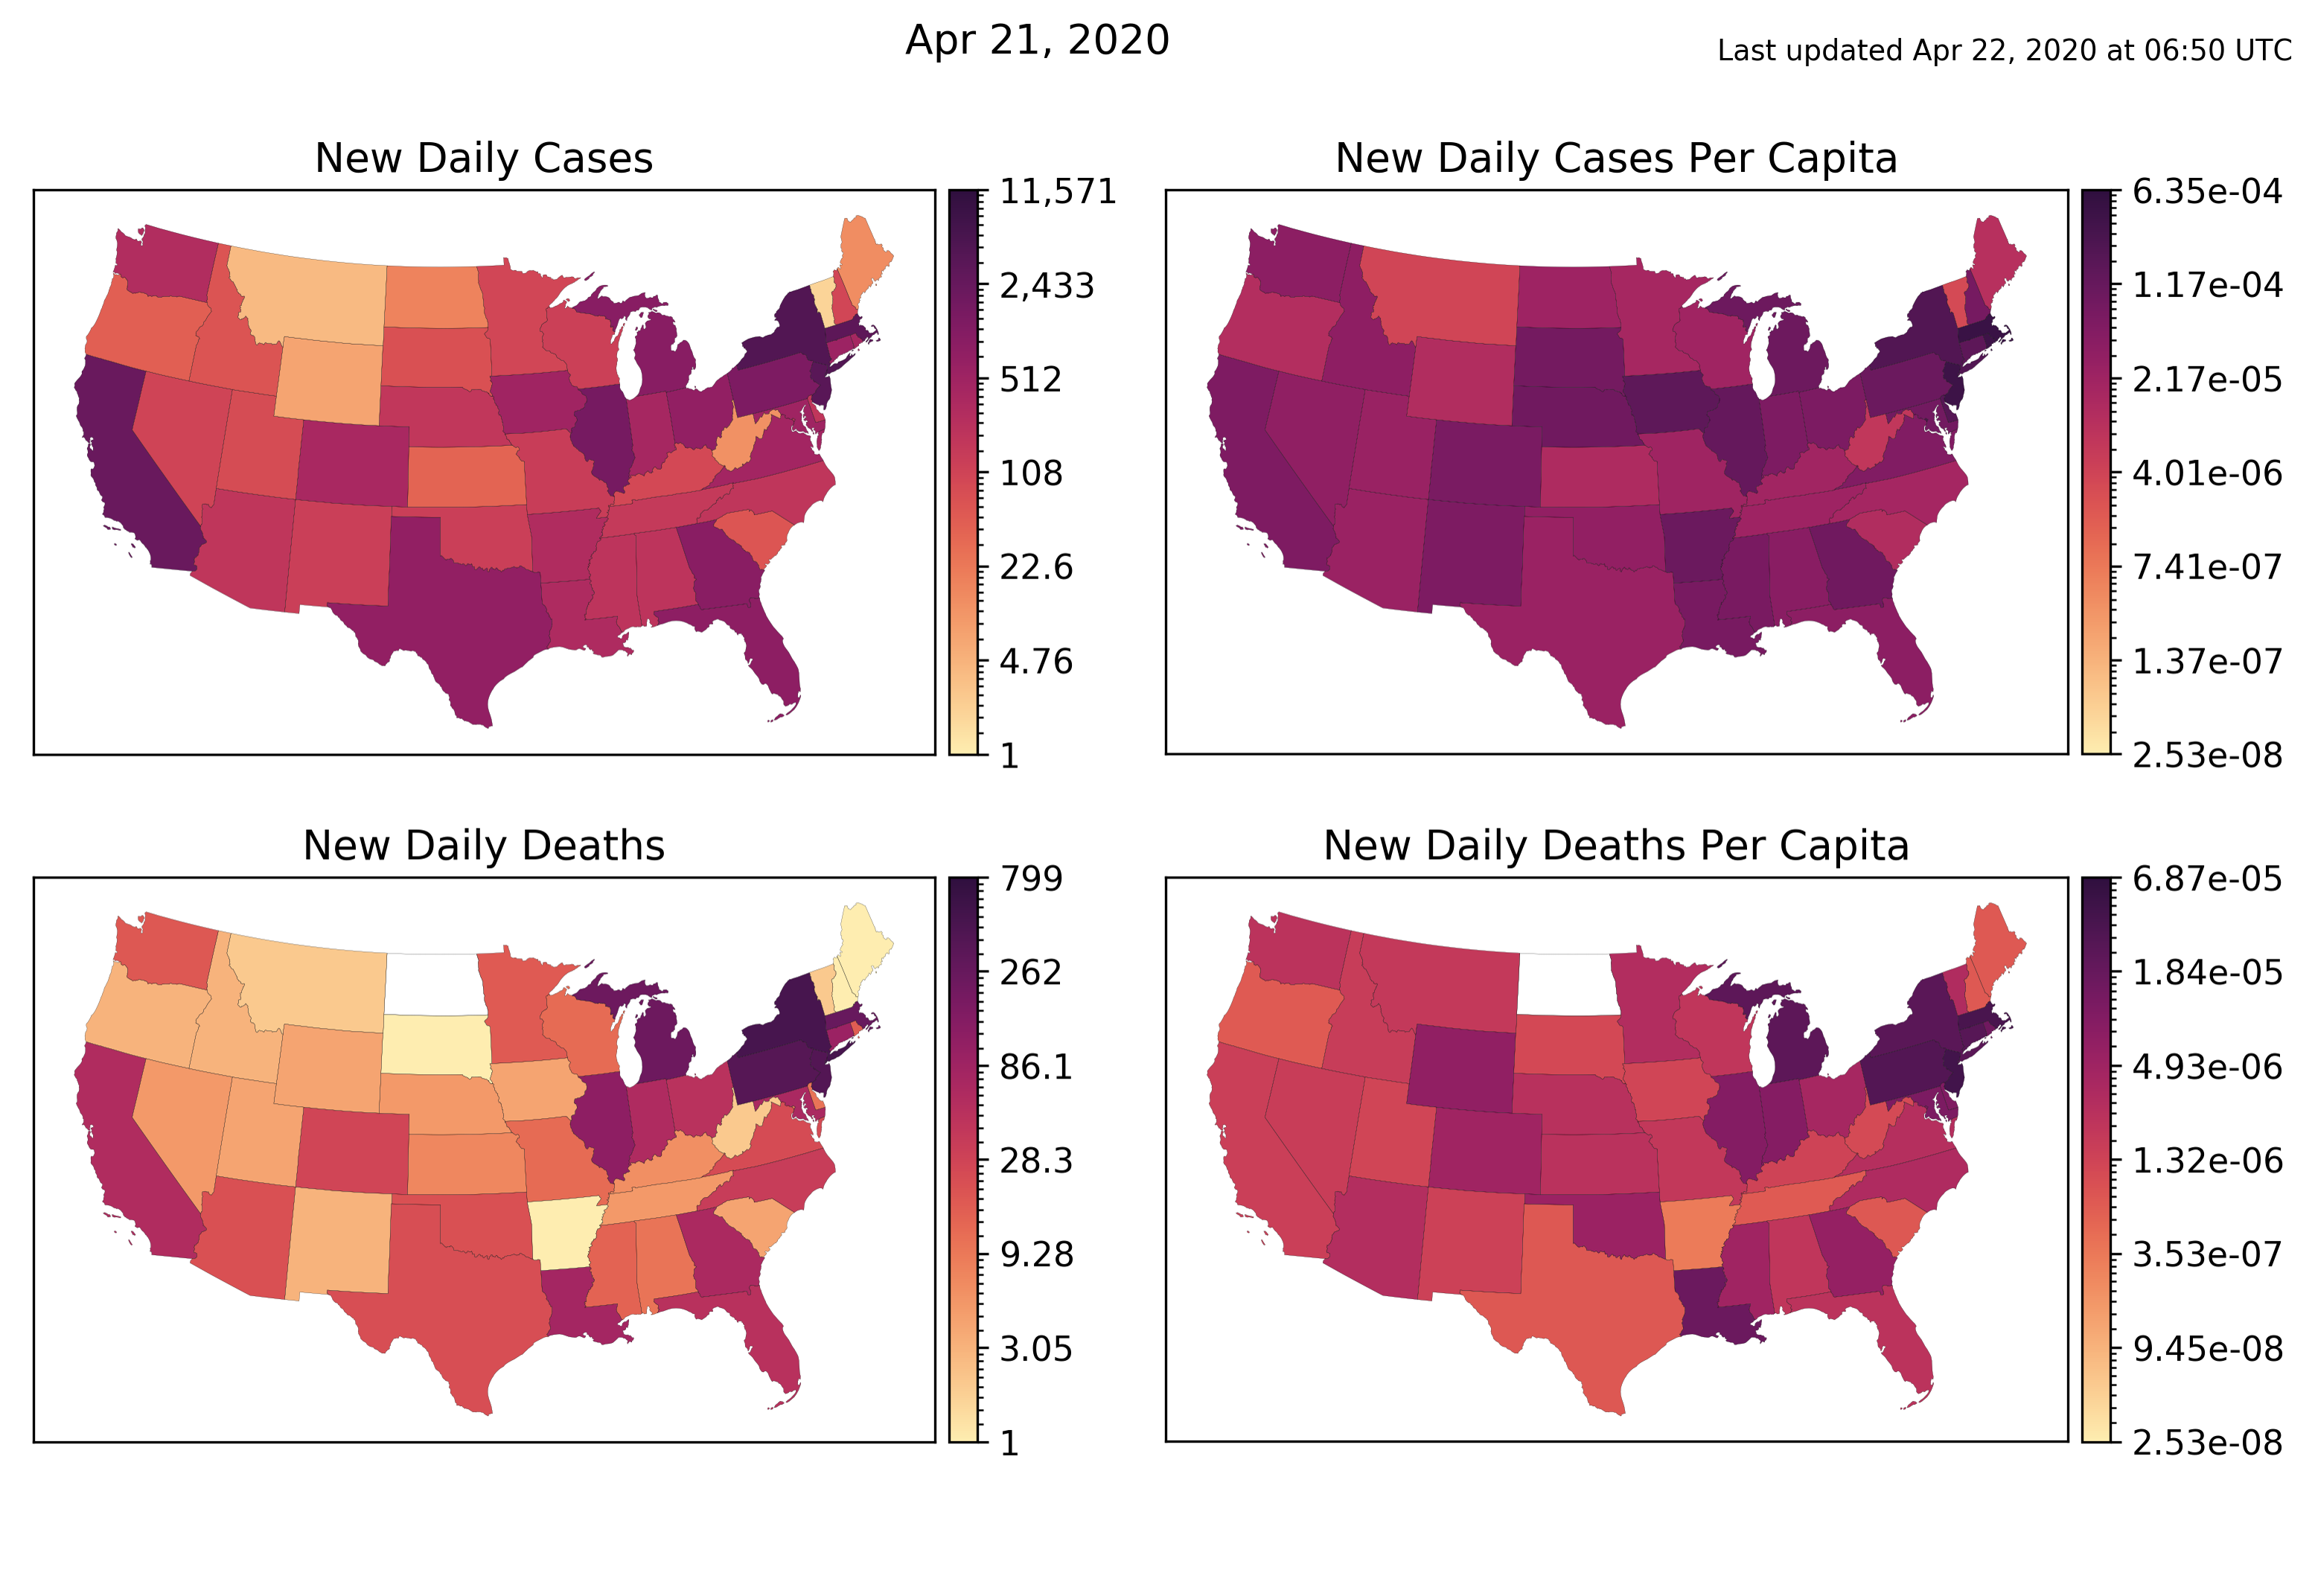 Apr 21, 2020
Last updated Apr 22, 2020 at 06:50 UTC
New Daily Cases
11,571
2,433
512
108
22.6
4.76
1
New Daily Cases Per Capita
6.35e-04
1.17e-04
2.17e-05
4.01e-06
7.41e-07
1.37e-07
2.53e-08
New Daily Deaths
799
262
86.1
28.3
9.28
3.05
1
New Daily Deaths Per Capita
6.87e-05
1.84e-05
4.93e-06
1.32e-06
3.53e-07
9.45e-08
2.53e-08